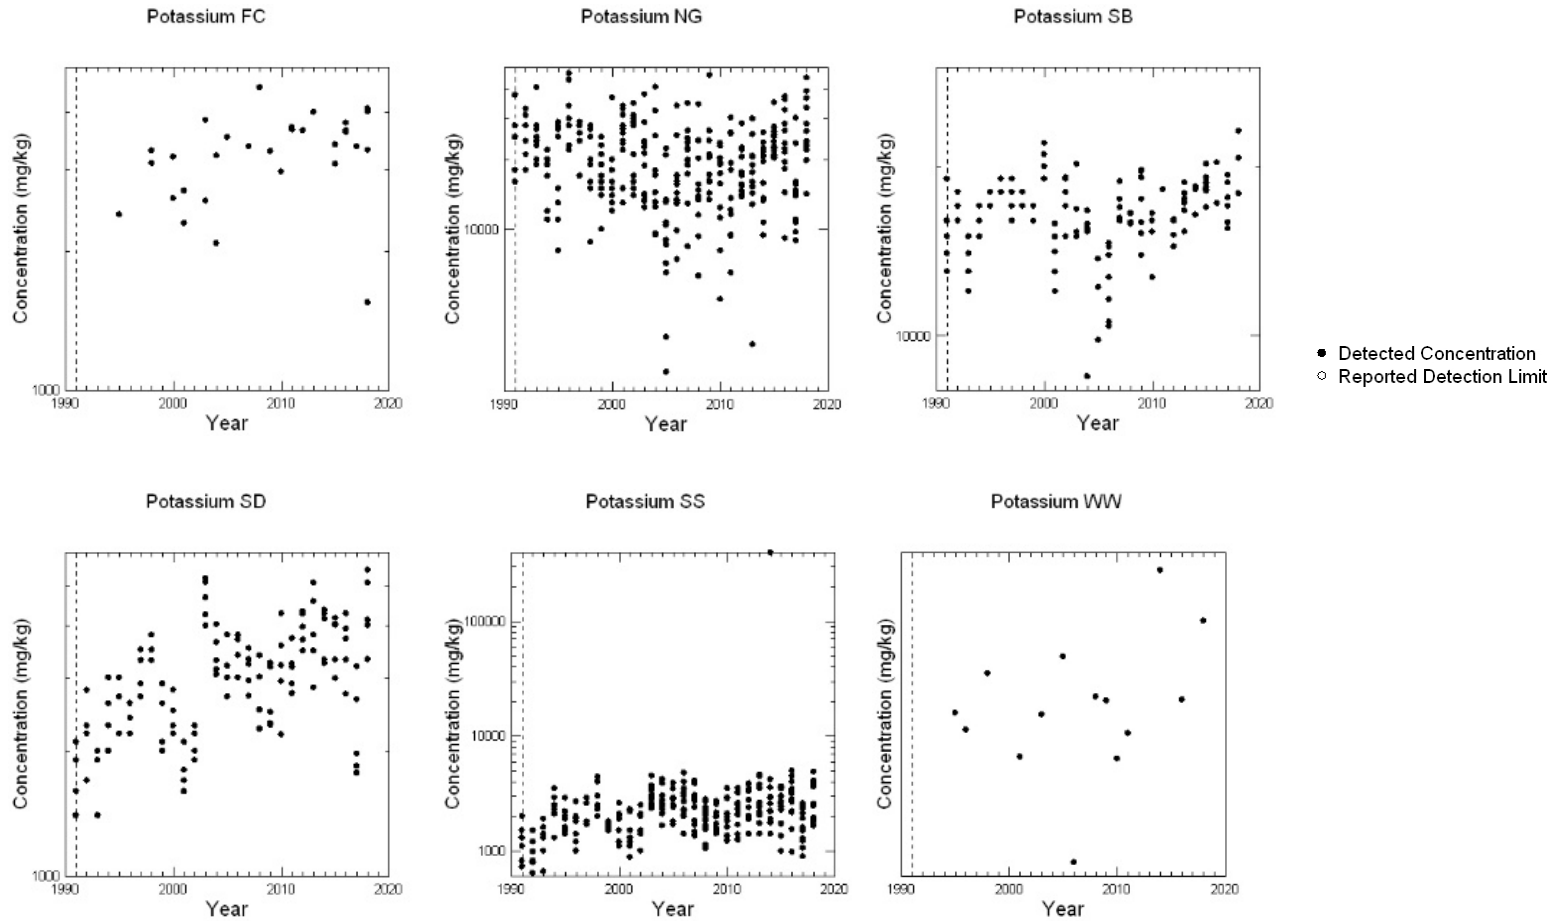 Potassium FC
Potassium NG
Potassium SB
Concentration (mg/kg)
1000
1990
2000
2010
2020
Year
Concentration (mg/kg)
10000
1990
2000
2010
2020
Year
Concentration (mg/kg)
10000
1990
2000
2010
2020
Year
Detected Concentration
Reported Detection Limit
Potassium SD
Potassium SS
Potassium WW
Concentration (mg/kg)
1000
1990
2000
2010
2020
Year
Concentration (mg/kg)
100000
10000
1000
1990
2000
2010
2020
Year
Concentration (mg/kg)
1990
2000
2010
2020
Year